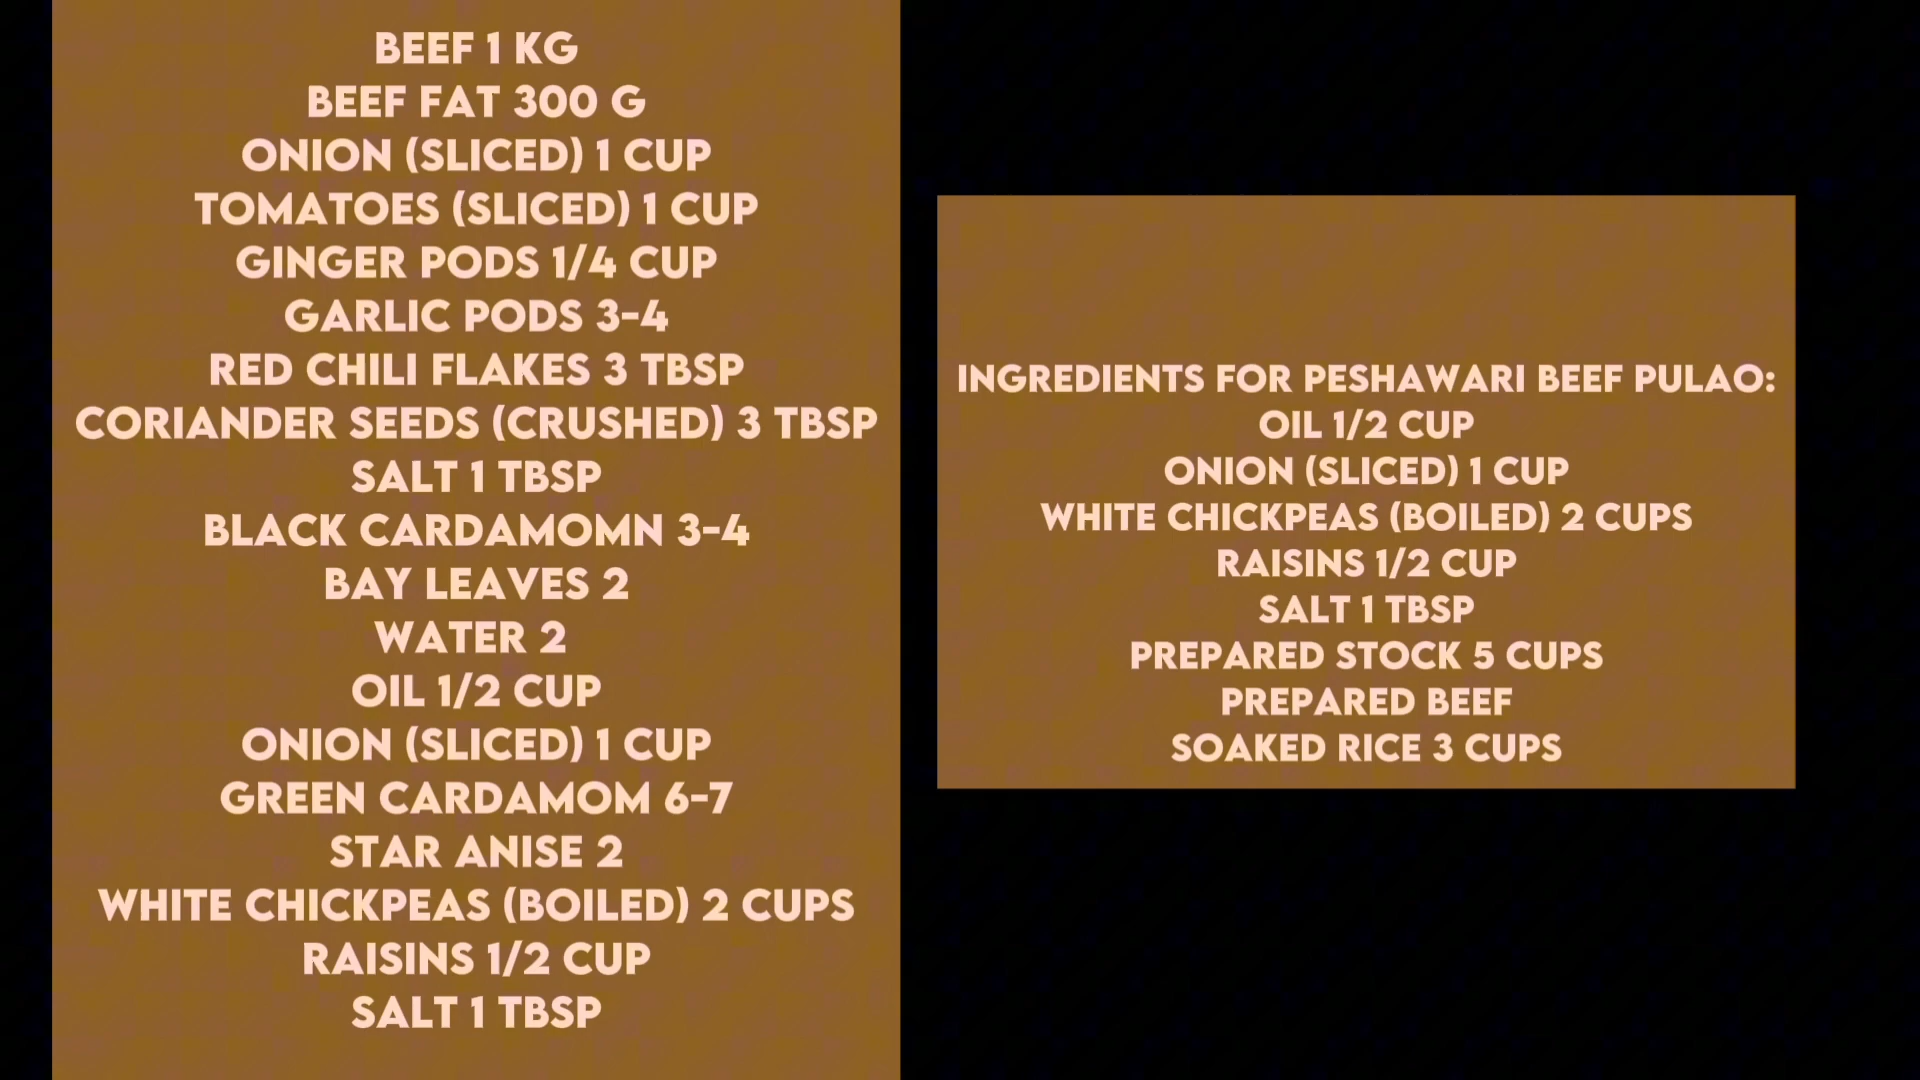 BEEF 1 KG
BEEF FAT 300 G
ONION (SLICED) 1 CUP
TOMATOES (SLICED) 1 CUP
GINGER PODS 1/4 CUP
GARLIC PODS 3-4
RED CHILI FLAKES 3 TBSP
CORIANDER SEEDS (CRUSHED) 3 TBSP
SALT 1 TBSP
BLACK CARDAMOMN 3-4
BAY LEAVES 2
WATER 2
OIL 1/2 CUP
ONION (SLICED) 1 CUP
GREEN CARDAMOM 6-7
STAR ANISE 2
WHITE CHICKPEAS (BOILED) 2 CUPS
RAISINS 1/2 CUP
SALT 1 TBSP
INGREDIENTS FOR PESHAWARI BEEF PULAO:
OIL 1/2 CUP
ONION (SLICED) 1 CUP
WHITE CHICKPEAS (BOILED) 2 CUPS
RAISINS 1/2 CUP
SALT 1 TBSP
PREPARED STOCK 5 CUPS
PREPARED BEEF
SOAKED RICE 3 CUPS